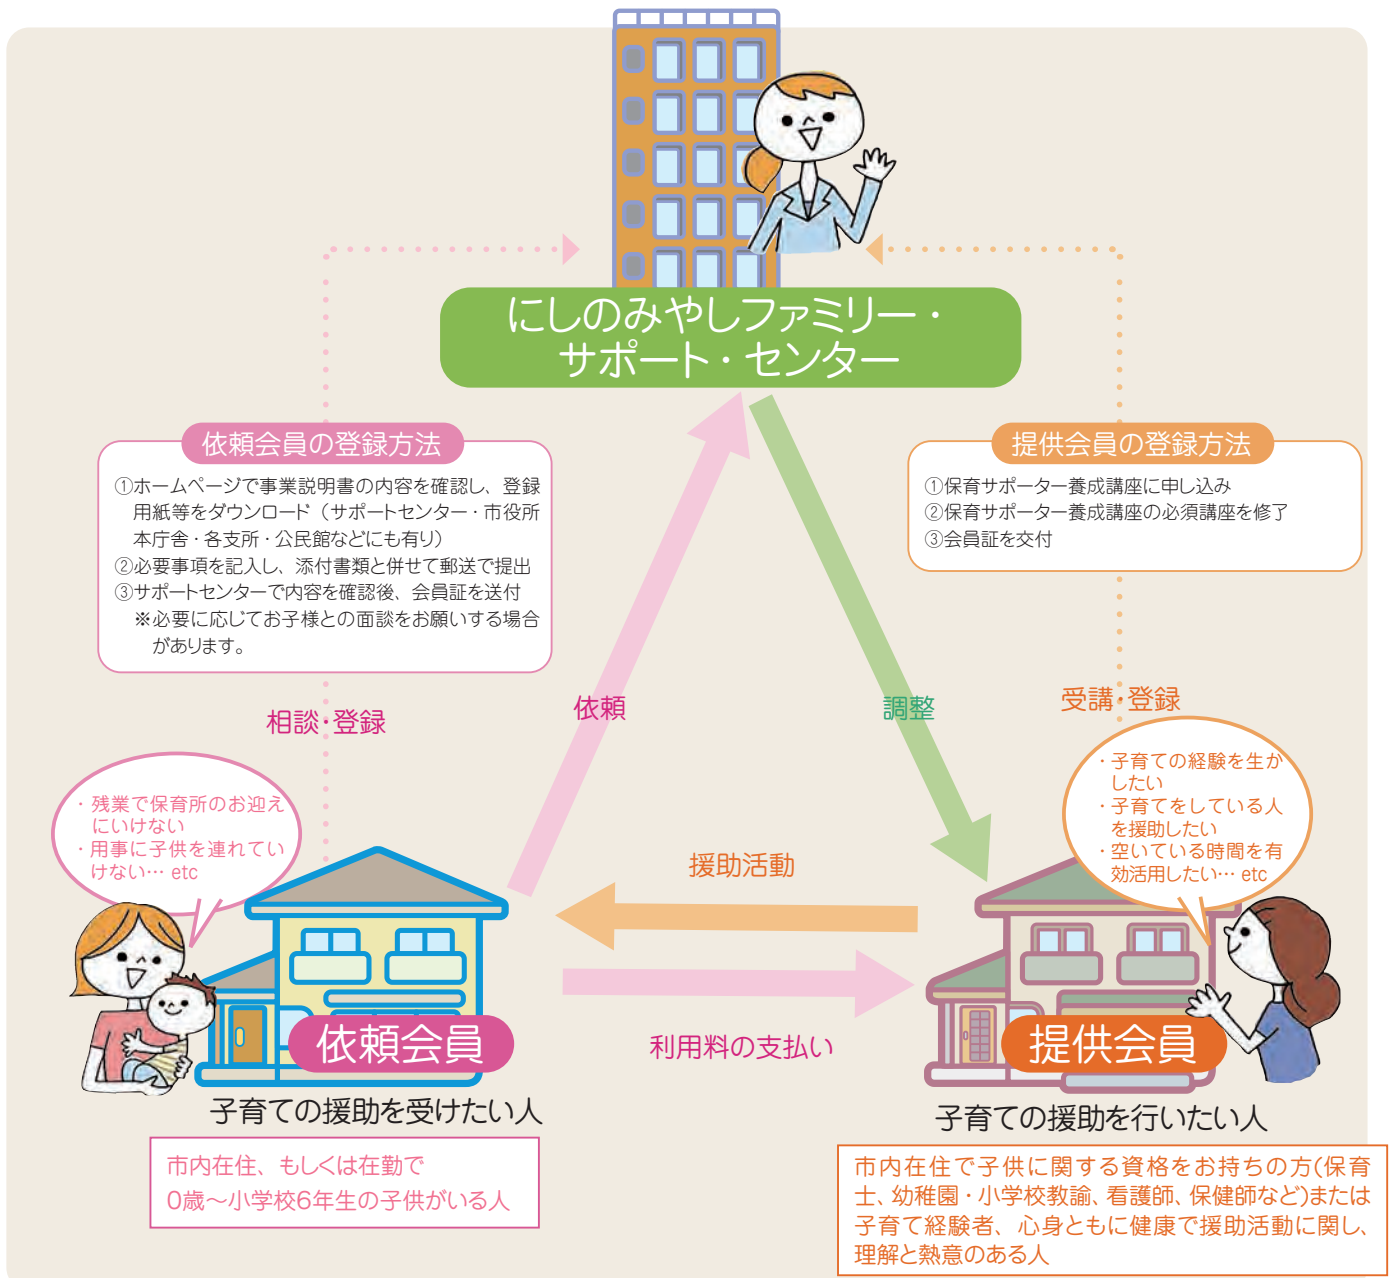 にしのみやしファミリー・
サポート・センター
依頼会員の登録方法
①ホームページで事業説明書の内容を確認し、登録
用紙等をダウンロード（サポートセンター・市役所
本庁舎・各支所・公民館などにも有り）
②必要事項を記入し、添付書類と併せて郵送で提出
③サポートセンターで内容を確認後、会員証を送付
※必要に応じてお子様との面談をお願いする場合
があります。
提供会員の登録方法
①保育サポーター養成講座に申し込み
②保育サポーター養成講座の必須講座を修了
③会員証を交付
相談・登録
依頼
調整
受講・登録
・残業で保育所のお迎え
にいけない
・用事に子供を連れてい
けない… etc
・子育ての経験を生か
したい
・子育てをしている人
を援助したい
・空いている時間を有
効活用したい… etc
援助活動
利用料の支払い
依頼会員
子育ての援助を受けたい人
市内在住、もしくは在勤で
0歳～小学校6年生の子供がいる人
提供会員
子育ての援助を行いたい人
市内在住で子供に関する資格をお持ちの方(保育
士、幼稚園・小学校教諭、看護師、保健師など)または
子育て経験者、心身ともに健康で援助活動に関し、
理解と熱意のある人